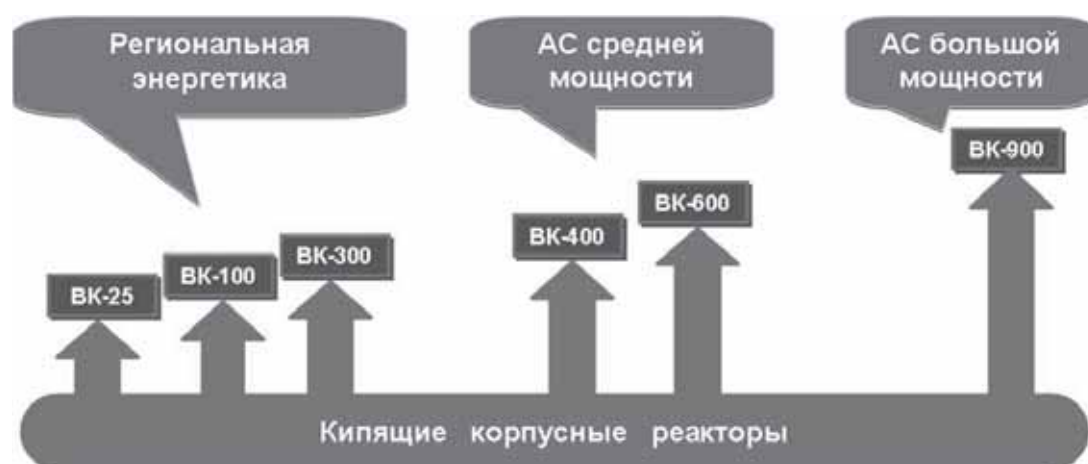 Региональная
энергетика
АС средней
мощности
АС большой
мощности
ВК-25
ВК-100
ВК-300
ВК-400
ВК-600
ВК-900
Кипящие корпусные реакторы